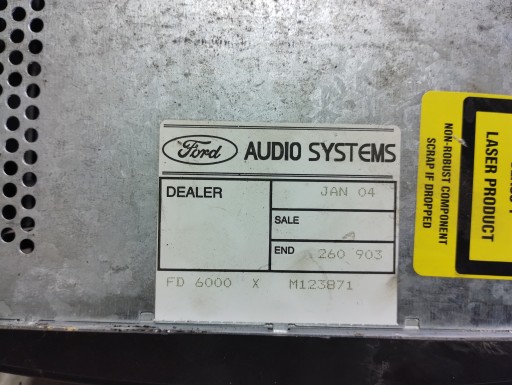 Ford AUDIO SYSTEMS
DEALER
JAN 04
SALE
END 260 903
FD 6000 X M123871
NON-ROBUST COMPONENT
SCRAP IF DROPPED
LASER PRODUCT